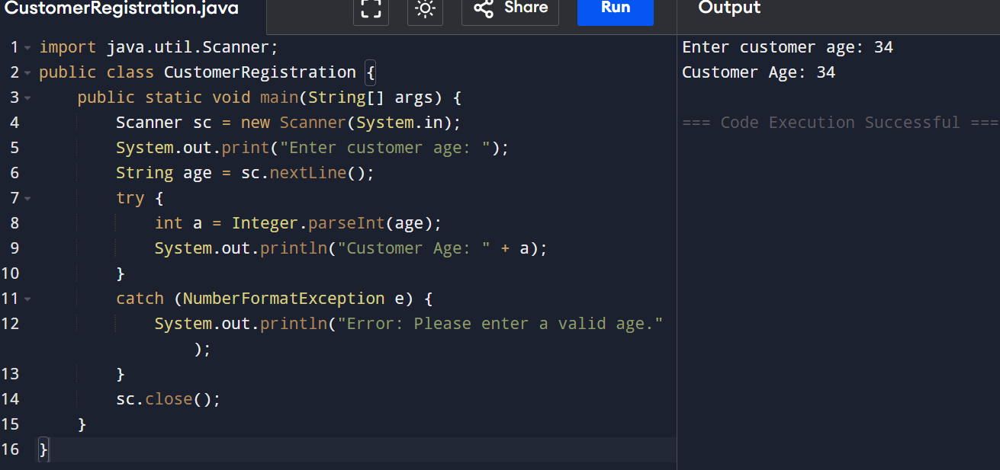 CustomerRegistration.java
Share
Run
Output
1 import java.util.Scanner;
2 public class CustomerRegistration {
3     public static void main(String[] args) {
4         Scanner sc = new Scanner(System.in);
5         System.out.print("Enter customer age: ");
6         String age = sc.nextLine();
7         try {
8             int a = Integer.parseInt(age);
9             System.out.println("Customer Age: " + a);
10         }
11         catch (NumberFormatException e) {
12             System.out.println("Error: Please enter a valid age."
                );
13         }
14         sc.close();
15     }
16 }
Enter customer age: 34
Customer Age: 34
=== Code Execution Successful ===